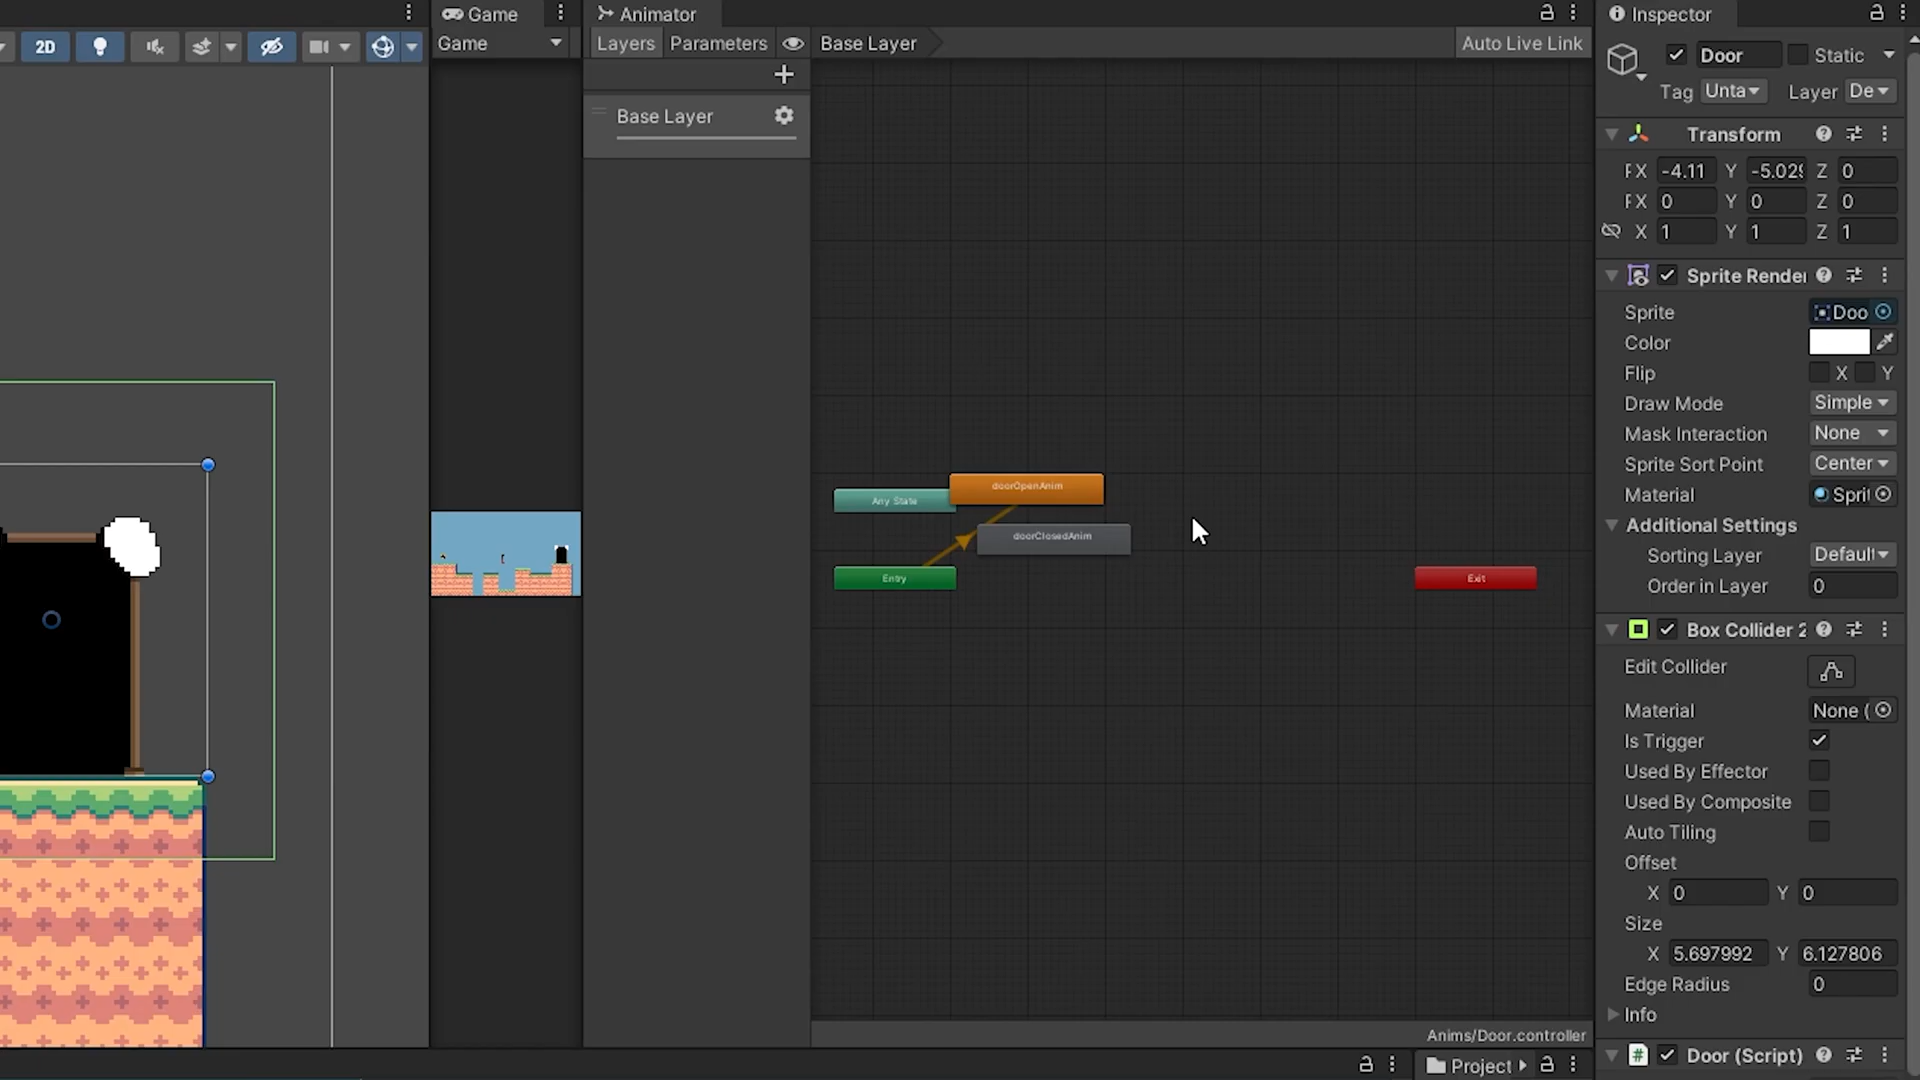 2D
Game
Game
Animator
Layers
Parameters
Base Layer
Auto Live Link
Base Layer
doorOpenAnim
Any State
doorClosedAnim
Entry
Exit
Anims/Door.controller
Project
Inspector
Door
Static
Tag Unta
Layer De
Transform
X -4.11 Y -5.029 Z 0
X 0 Y 0 Z 0
X 1 Y 1 Z 1
Sprite Render
Sprite Doo
Color
Flip X Y
Draw Mode Simple
Mask Interaction None
Sprite Sort Point Center
Material Sprit
Additional Settings
Sorting Layer Default
Order in Layer 0
Box Collider 2
Edit Collider
Material None (
Is Trigger
Used By Effector
Used By Composite
Auto Tiling
Offset
X 0 Y 0
Size
X 5.697992 Y 6.127806
Edge Radius 0
Info
# Door (Script)